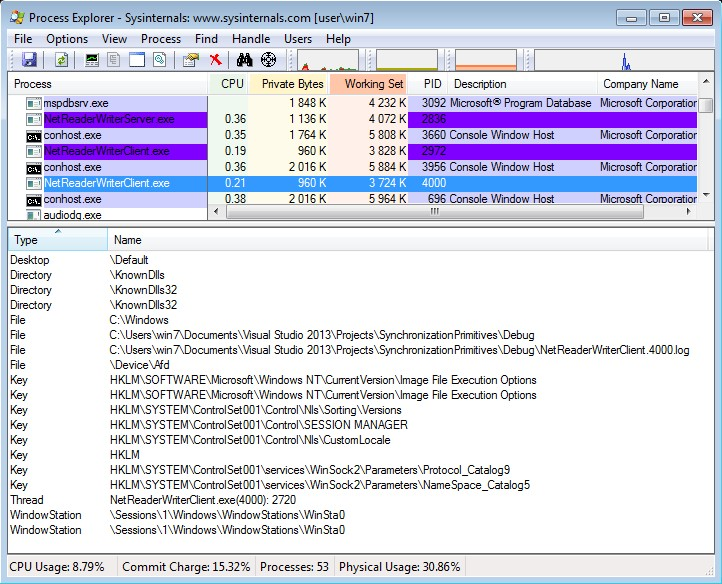 Process Explorer - Sysinternals: www.sysinternals.com [user\win7]
File Options View Process Find Handle Users Help
Process CPU Private Bytes Working Set PID Description Company Name
mspdbsrv.exe 1 848 K 4 232 K 3092 Microsoft® Program Database Microsoft Corporation
NetReaderWriterServer.exe 0.36 1 136 K 4 072 K 2836
conhost.exe 0.35 1 764 K 5 808 K 3660 Console Window Host Microsoft Corporation
NetReaderWriterClient.exe 0.19 960 K 3 828 K 2972
conhost.exe 0.36 2 016 K 5 884 K 3956 Console Window Host Microsoft Corporation
NetReaderWriterClient.exe 0.21 960 K 3 724 K 4000
conhost.exe 0.38 2 016 K 5 964 K 696 Console Window Host Microsoft Corporation
audiodg.exe
Type Name
Desktop \Default
Directory \KnownDlls
Directory \KnownDlls32
Directory \KnownDlls32
File C:\Windows
File C:\Users\win7\Documents\Visual Studio 2013\Projects\SynchronizationPrimitives\Debug
File C:\Users\win7\Documents\Visual Studio 2013\Projects\SynchronizationPrimitives\Debug\NetReaderWriterClient.4000.log
File \Device\Afd
Key HKLM\SOFTWARE\Microsoft\Windows NT\CurrentVersion\Image File Execution Options
Key HKLM\SOFTWARE\Microsoft\Windows NT\CurrentVersion\Image File Execution Options
Key HKLM\SYSTEM\ControlSet001\Control\Nls\Sorting\Versions
Key HKLM\SYSTEM\ControlSet001\Control\SESSION MANAGER
Key HKLM\SYSTEM\ControlSet001\Control\Nls\CustomLocale
Key HKLM
Key HKLM\SYSTEM\ControlSet001\services\WinSock2\Parameters\Protocol_Catalog9
Key HKLM\SYSTEM\ControlSet001\services\WinSock2\Parameters\NameSpace_Catalog5
Thread NetReaderWriterClient.exe(4000): 2720
WindowStation \Sessions\1\Windows\WindowStations\WinSta0
WindowStation \Sessions\1\Windows\WindowStations\WinSta0
CPU Usage: 8.79% Commit Charge: 15.32% Processes: 53 Physical Usage: 30.86%